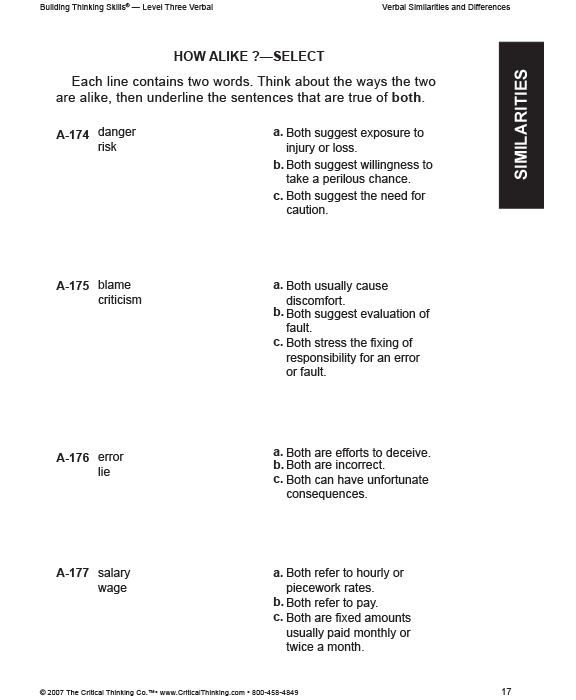 Building Thinking Skills® — Level Three Verbal
Verbal Similarities and Differences
HOW ALIKE ?—SELECT
Each line contains two words. Think about the ways the two
are alike, then underline the sentences that are true of both.
SIMILARITIES
A-174 danger
risk
a. Both suggest exposure to
injury or loss.
b. Both suggest willingness to
take a perilous chance.
c. Both suggest the need for
caution.
A-175 blame
criticism
a. Both usually cause
discomfort.
b. Both suggest evaluation of
fault.
c. Both stress the fixing of
responsibility for an error
or fault.
A-176 error
lie
a. Both are efforts to deceive.
b. Both are incorrect.
c. Both can have unfortunate
consequences.
A-177 salary
wage
a. Both refer to hourly or
piecework rates.
b. Both refer to pay.
c. Both are fixed amounts
usually paid monthly or
twice a month.
© 2007 The Critical Thinking Co.™• www.CriticalThinking.com • 800-458-4849
17